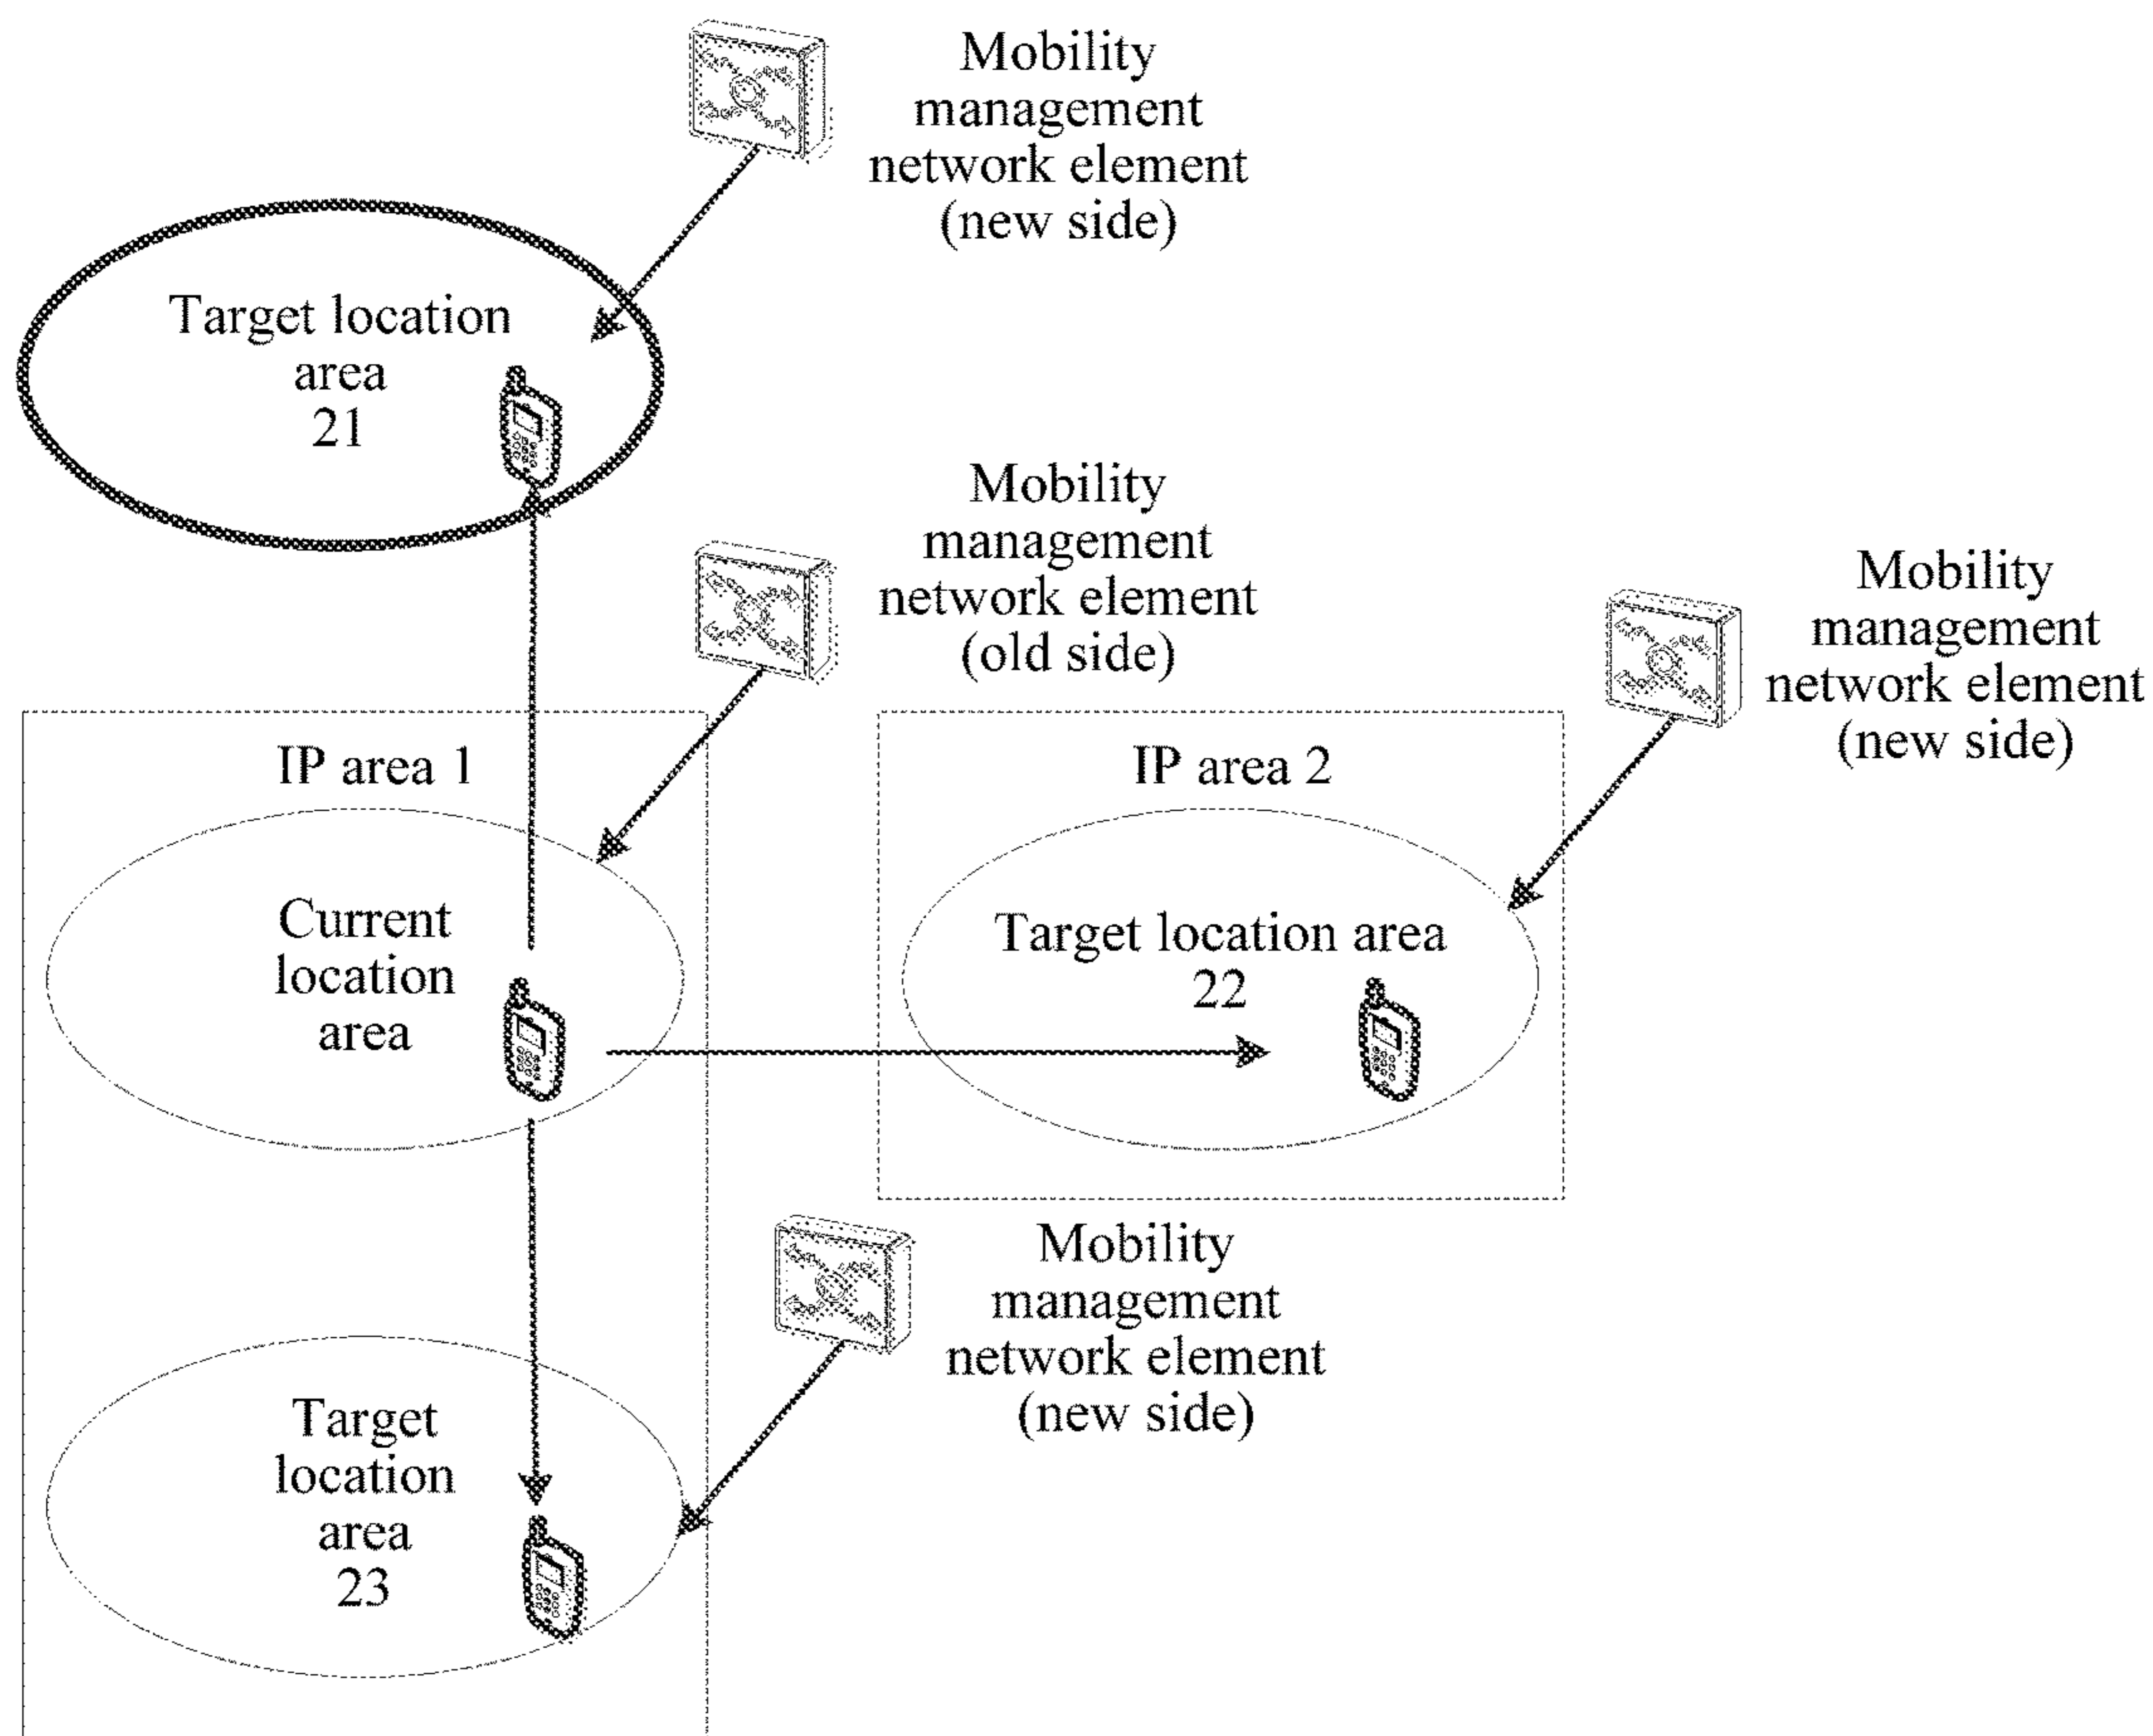 Mobility
management
network element
(new side)
Target location
area
21
Mobility
management
network element
(old side)
Mobility
management
network element
(new side)
IP area 1
IP area 2
Current
location
area
Target location area
22
Mobility
management
network element
(new side)
Target
location
area
23